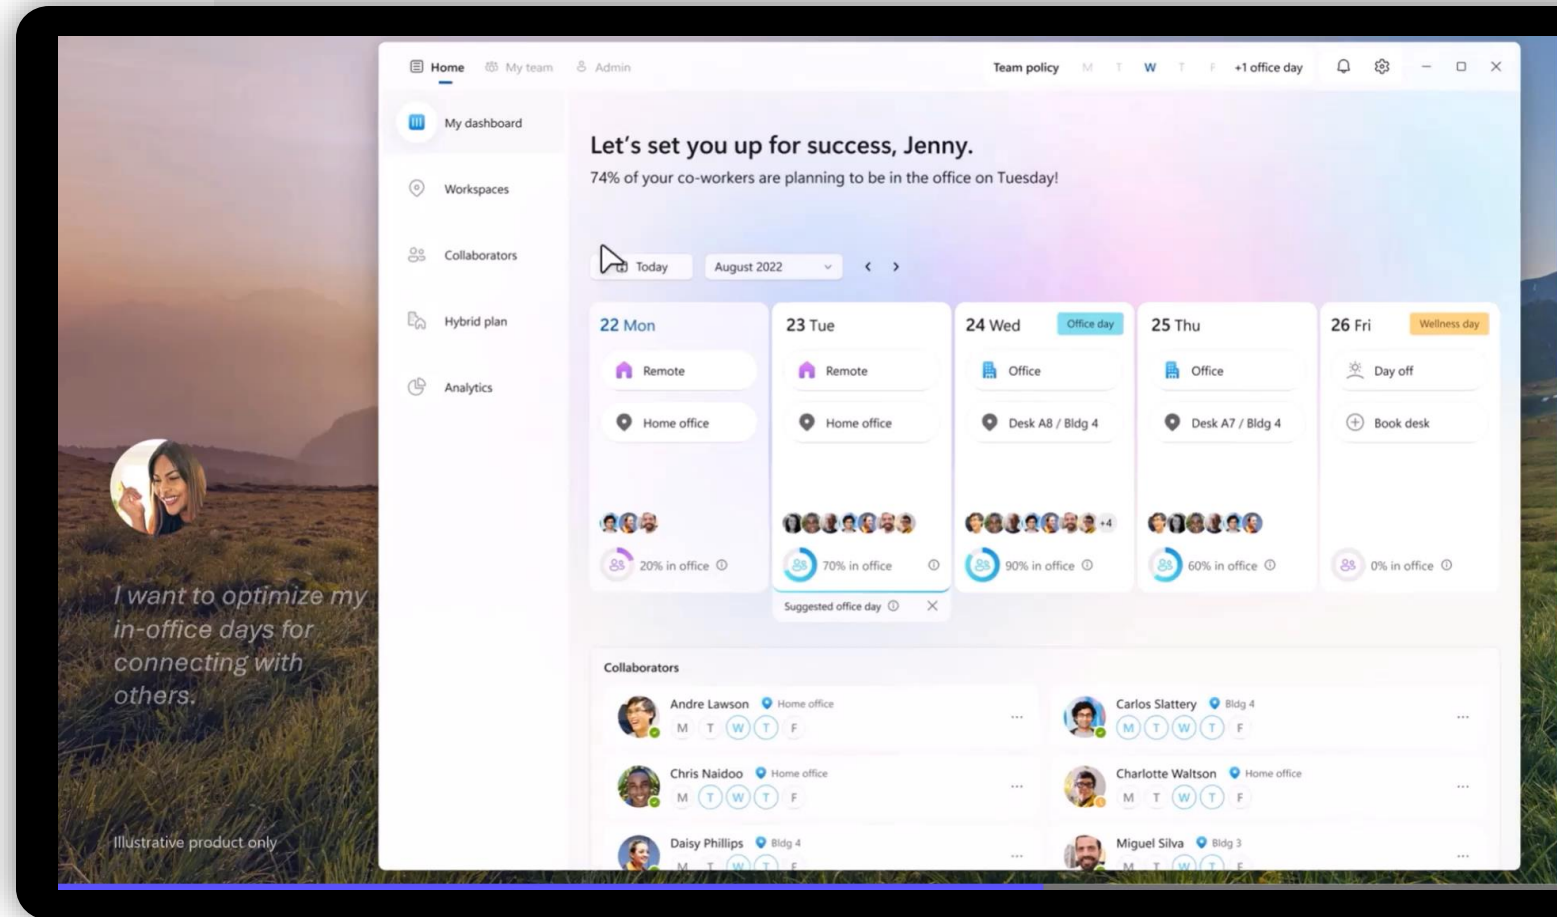 Home My team Admin Team policy M T W T F +1 office day
My dashboard
Workspaces
Collaborators
Hybrid plan
Analytics
Let's set you up for success, Jenny.
74% of your co-workers are planning to be in the office on Tuesday!
Today August 2022
22 Mon
Remote
Home office
20% in office
23 Tue
Remote
Home office
70% in office
Suggested office day
24 Wed Office day
Office
Desk A8 / Bldg 4
+4
90% in office
25 Thu
Office
Desk A7 / Bldg 4
60% in office
26 Fri Wellness day
Day off
Book desk
0% in office
Collaborators
Andre Lawson Home office
M T W T F
Carlos Slattery Bldg 4
M T W T F
Chris Naidoo Home office
M T W T F
Charlotte Waltson Home office
M T W T F
Daisy Phillips Bldg 4
M T W T F
Miguel Silva Bldg 3
M T W T F
I want to optimize my
in-office days for
connecting with
others.
Illustrative product only